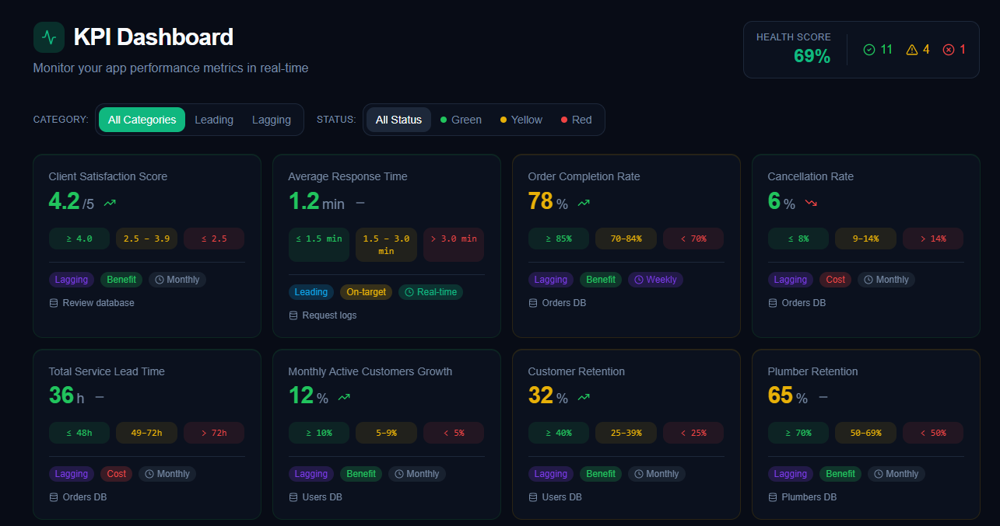 KPI Dashboard
Monitor your app performance metrics in real-time
HEALTH SCORE
69%
11
4
1
CATEGORY:
All Categories
Leading
Lagging
STATUS:
All Status
Green
Yellow
Red
Client Satisfaction Score
4.2 /5
≥ 4.0
2.5 – 3.9
≤ 2.5
Lagging
Benefit
Monthly
Review database
Average Response Time
1.2 min
≤ 1.5 min
1.5 – 3.0
min
> 3.0 min
Leading
On-target
Real-time
Request logs
Order Completion Rate
78 %
≥ 85%
70–84%
< 70%
Lagging
Benefit
Weekly
Orders DB
Cancellation Rate
6 %
≤ 8%
9–14%
> 14%
Lagging
Cost
Monthly
Orders DB
Total Service Lead Time
36 h
≤ 48h
49–72h
> 72h
Lagging
Cost
Monthly
Orders DB
Monthly Active Customers Growth
12 %
≥ 10%
5–9%
< 5%
Lagging
Benefit
Monthly
Users DB
Customer Retention
32 %
≥ 40%
25–39%
< 25%
Lagging
Benefit
Monthly
Users DB
Plumber Retention
65 %
≥ 70%
50–69%
< 50%
Lagging
Benefit
Monthly
Plumbers DB